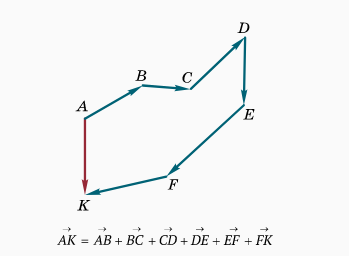 D
B
C
A
E
F
K
AK = AB + BC + CD + DE + EF + FK